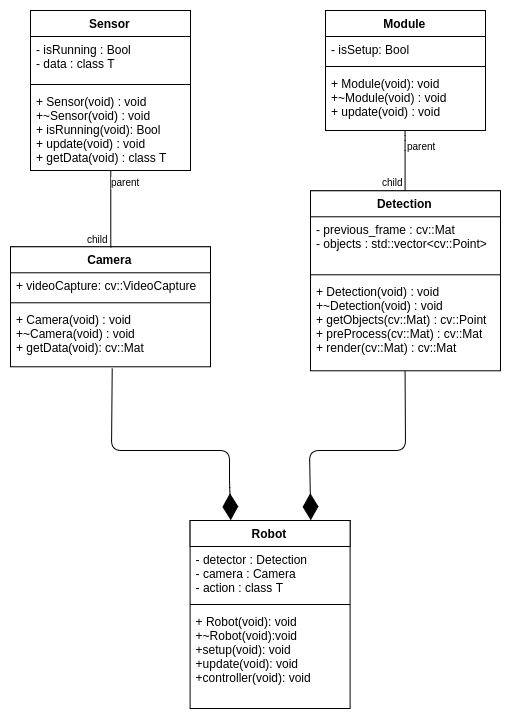 Sensor
- isRunning : Bool
- data : class T
+ Sensor(void) : void
+~Sensor(void) : void
+ isRunning(void): Bool
+ update(void) : void
+ getData(void) : class T
Module
- isSetup: Bool
+ Module(void): void
+~Module(void) : void
+ update(void) : void
parent
child
parent
child
Camera
+ videoCapture: cv::VideoCapture
+ Camera(void) : void
+~Camera(void) : void
+ getData(void): cv::Mat
Detection
- previous_frame : cv::Mat
- objects : std::vector<cv::Point>
+ Detection(void) : void
+~Detection(void) : void
+ getObjects(cv::Mat) : cv::Point
+ preProcess(cv::Mat) : cv::Mat
+ render(cv::Mat) : cv::Mat
Robot
- detector : Detection
- camera : Camera
- action : class T
+ Robot(void): void
+~Robot(void):void
+setup(void): void
+update(void): void
+controller(void): void